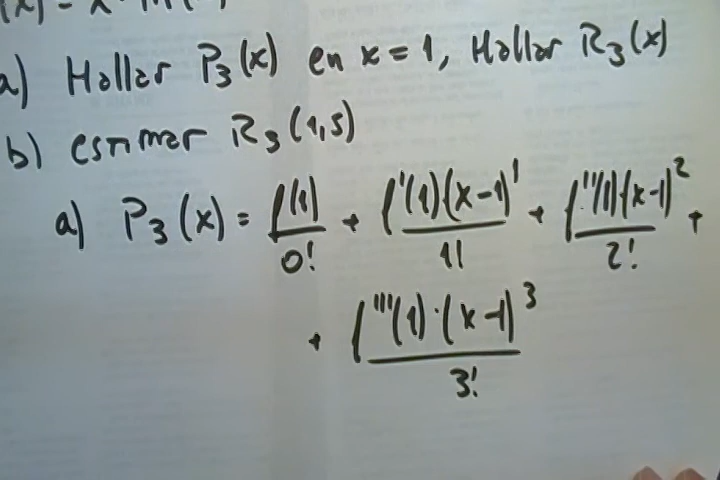 a) Hallar P₃(x) en x = 1, Hallar R₃(x)
b) estimar R₃(1,5)
a) P₃(x) = f(1)/0! + f'(1)(x-1)¹/1! + f''(1)·(x-1)²/2! +
+ f'''(1)·(x-1)³/3!